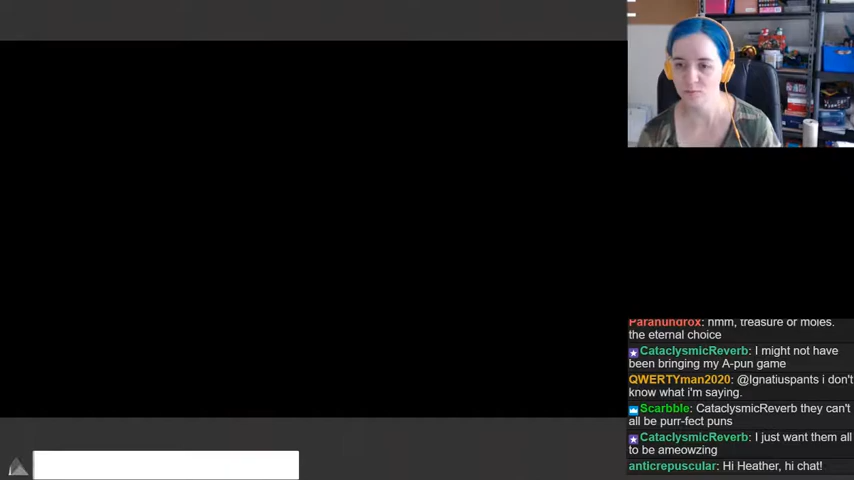 Paranundrox: hmm, treasure or moles.
the eternal choice
CataclysmicReverb: I might not have
been bringing my A-pun game
QWERTYman2020: @Ignatiuspants i don't
know what i'm saying.
Scarbble: CataclysmicReverb they can't
all be purr-fect puns
CataclysmicReverb: I just want them all
to be ameowzing
anticrepuscular: Hi Heather, hi chat!